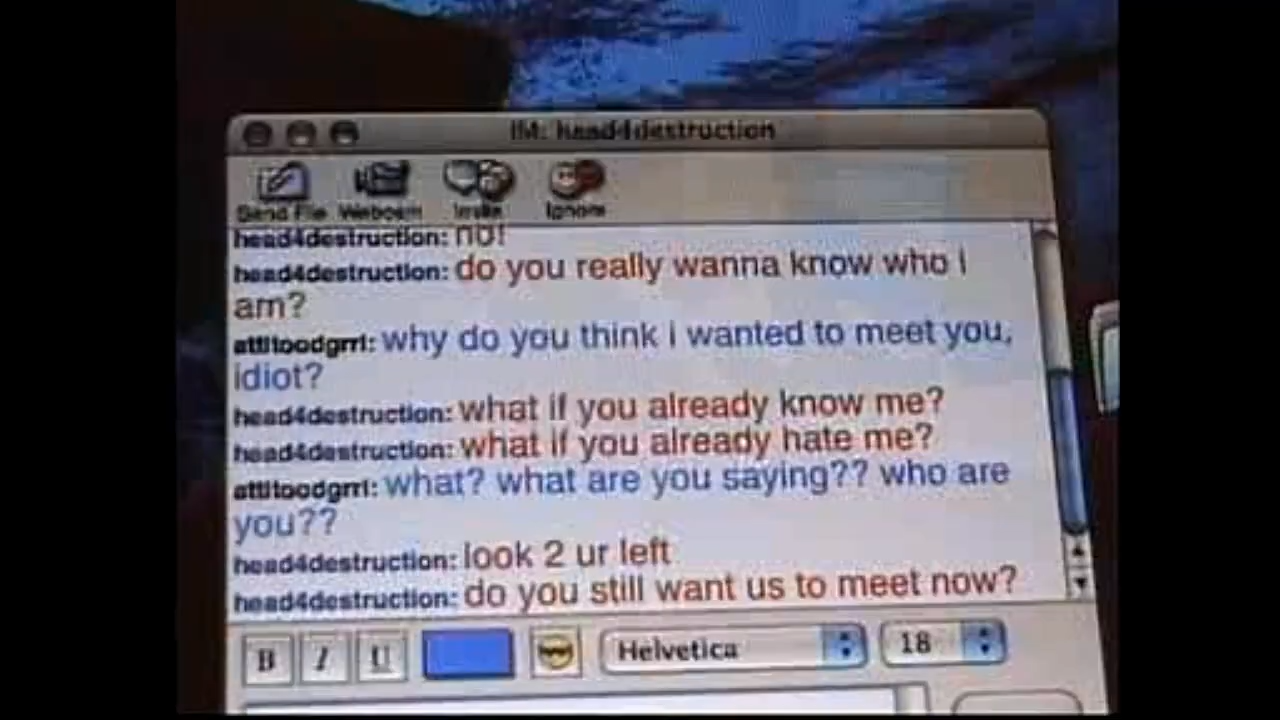 IM: head4destruction
Send File Webcam Invite Ignore
head4destruction: no!
head4destruction: do you really wanna know who i
am?
attitoodgrrl: why do you think i wanted to meet you,
idiot?
head4destruction: what if you already know me?
head4destruction: what if you already hate me?
attitoodgrrl: what? what are you saying?? who are
you??
head4destruction: look 2 ur left
head4destruction: do you still want us to meet now?
B I U Helvetica 18